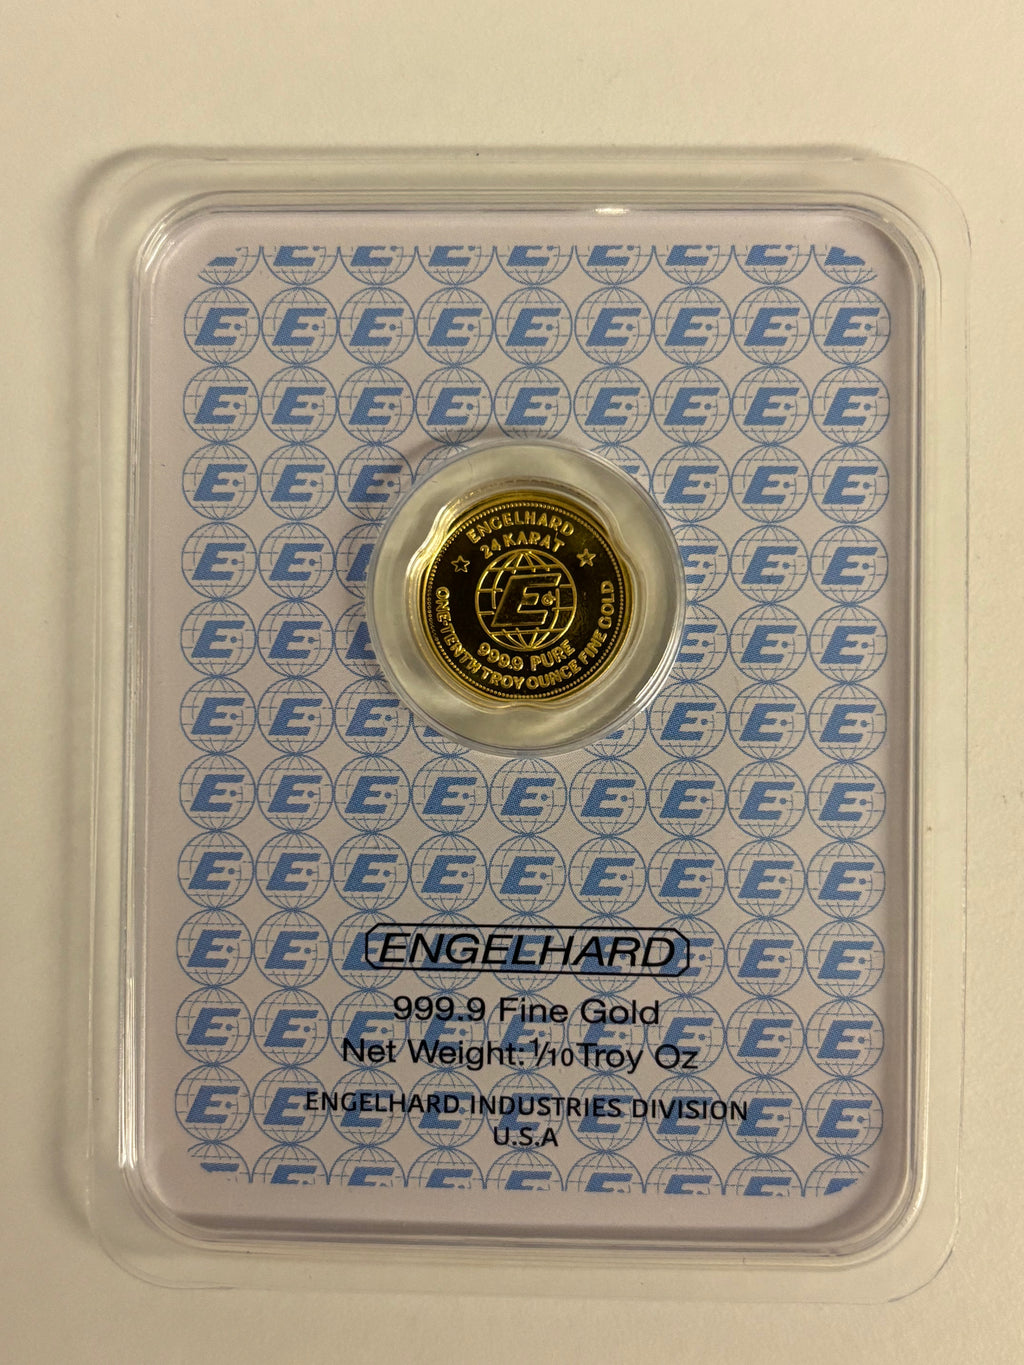 ENGELHARD
24 KARAT
E
999.9 PURE
ONE-TENTH TROY OUNCE FINE GOLD
ENGELHARD
999.9 Fine Gold
Net Weight: 1/10 Troy Oz
ENGELHARD INDUSTRIES DIVISION
U.S.A